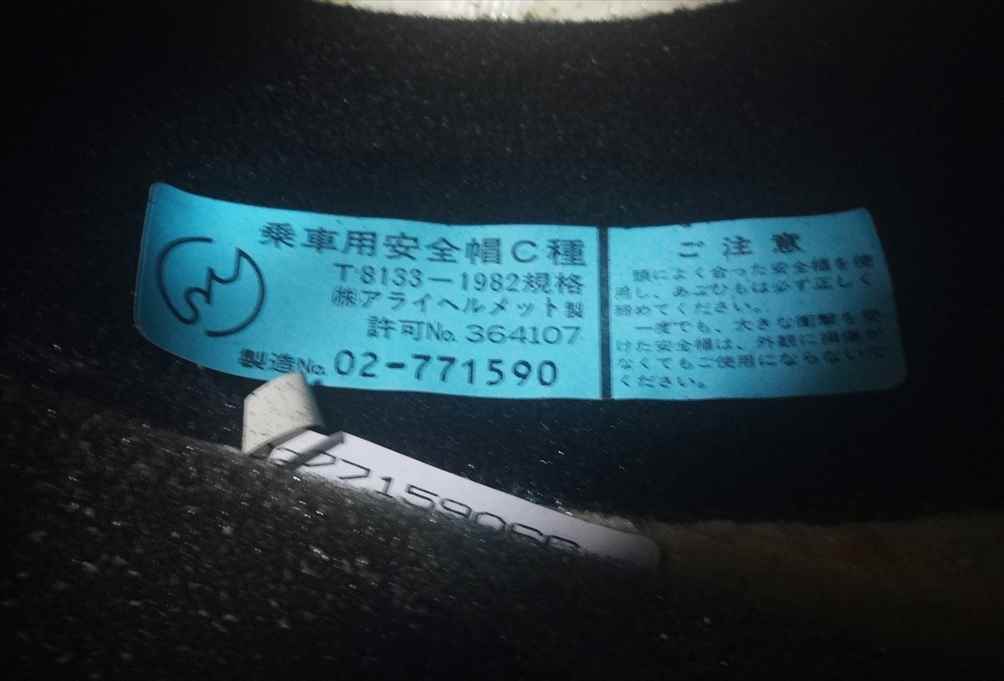 乗車用安全帽C種
T8133-1982規格
㈱アライヘルメット製
許可No. 364107
製造No. 02-771590
ご注意
頭によく合った安全帽を使
用し、あごひもは必ず正しく
締めてください。
一度でも、大きな衝撃を受
けた安全帽は、外観に損傷が
なくてもご使用にならないで
ください。
771590